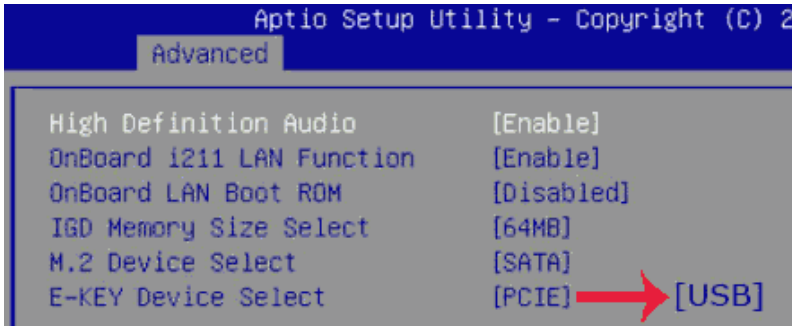 Aptio Setup Utility – Copyright (C) 2
Advanced
High Definition Audio [Enable]
OnBoard i211 LAN Function [Enable]
OnBoard LAN Boot ROM [Disabled]
IGD Memory Size Select [64MB]
M.2 Device Select [SATA]
E-KEY Device Select [PCIE] [USB]